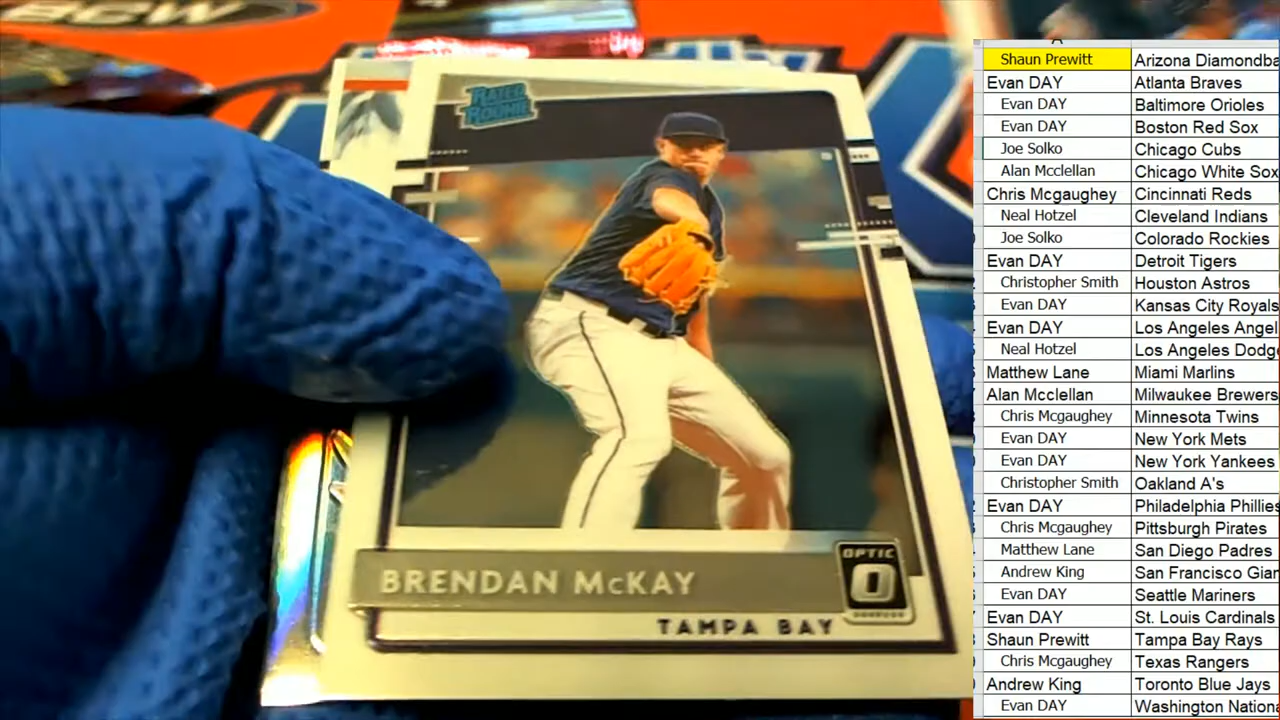 BCW
RATED
ROOKIE
BRENDAN McKAY
OPTIC
O
DONRUSS
TAMPA BAY
A
Shaun Prewitt Arizona Diamondba
Evan DAY Atlanta Braves
Evan DAY Baltimore Orioles
Evan DAY Boston Red Sox
Joe Solko Chicago Cubs
Alan Mcclellan Chicago White Sox
Chris Mcgaughey Cincinnati Reds
Neal Hotzel Cleveland Indians
Joe Solko Colorado Rockies
Evan DAY Detroit Tigers
Christopher Smith Houston Astros
Evan DAY Kansas City Royals
Evan DAY Los Angeles Angel
Neal Hotzel Los Angeles Dodg
Matthew Lane Miami Marlins
Alan Mcclellan Milwaukee Brewers
Chris Mcgaughey Minnesota Twins
Evan DAY New York Mets
Evan DAY New York Yankees
Christopher Smith Oakland A's
Evan DAY Philadelphia Phillies
Chris Mcgaughey Pittsburgh Pirates
Matthew Lane San Diego Padres
Andrew King San Francisco Gian
Evan DAY Seattle Mariners
Evan DAY St. Louis Cardinals
Shaun Prewitt Tampa Bay Rays
Chris Mcgaughey Texas Rangers
Andrew King Toronto Blue Jays
Evan DAY Washington Nationa